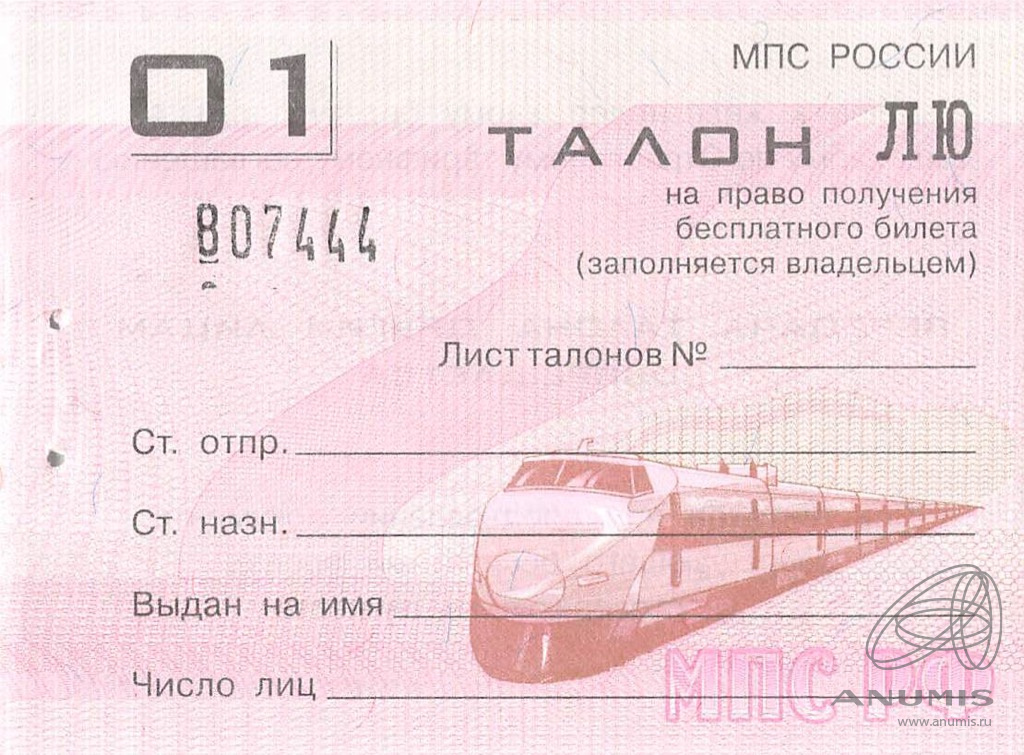 01
МПС РОССИИ
ТАЛОН ЛЮ
на право получения
бесплатного билета
(заполняется владельцем)
807444
Лист талонов №
Ст. отпр.
Ст. назн.
Выдан на имя
Число лиц
МПС РФ
ANUMIS
www.anumis.ru